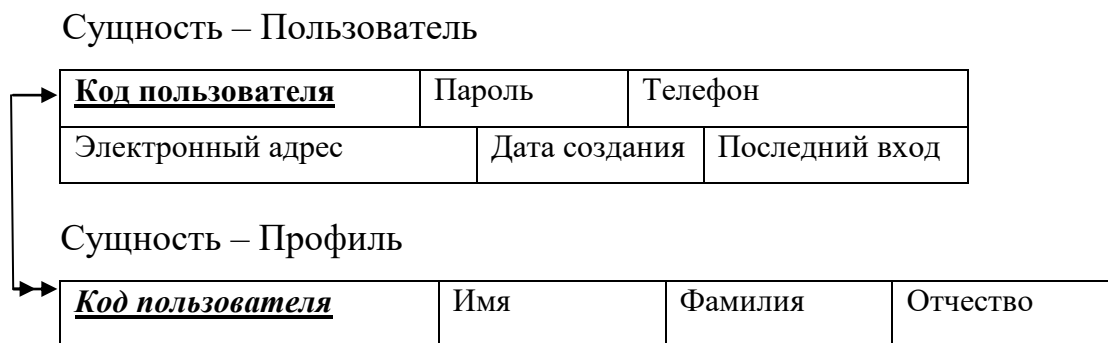 Сущность – Пользователь
Код пользователя Пароль Телефон
Электронный адрес Дата создания Последний вход
Сущность – Профиль
Код пользователя Имя Фамилия Отчество